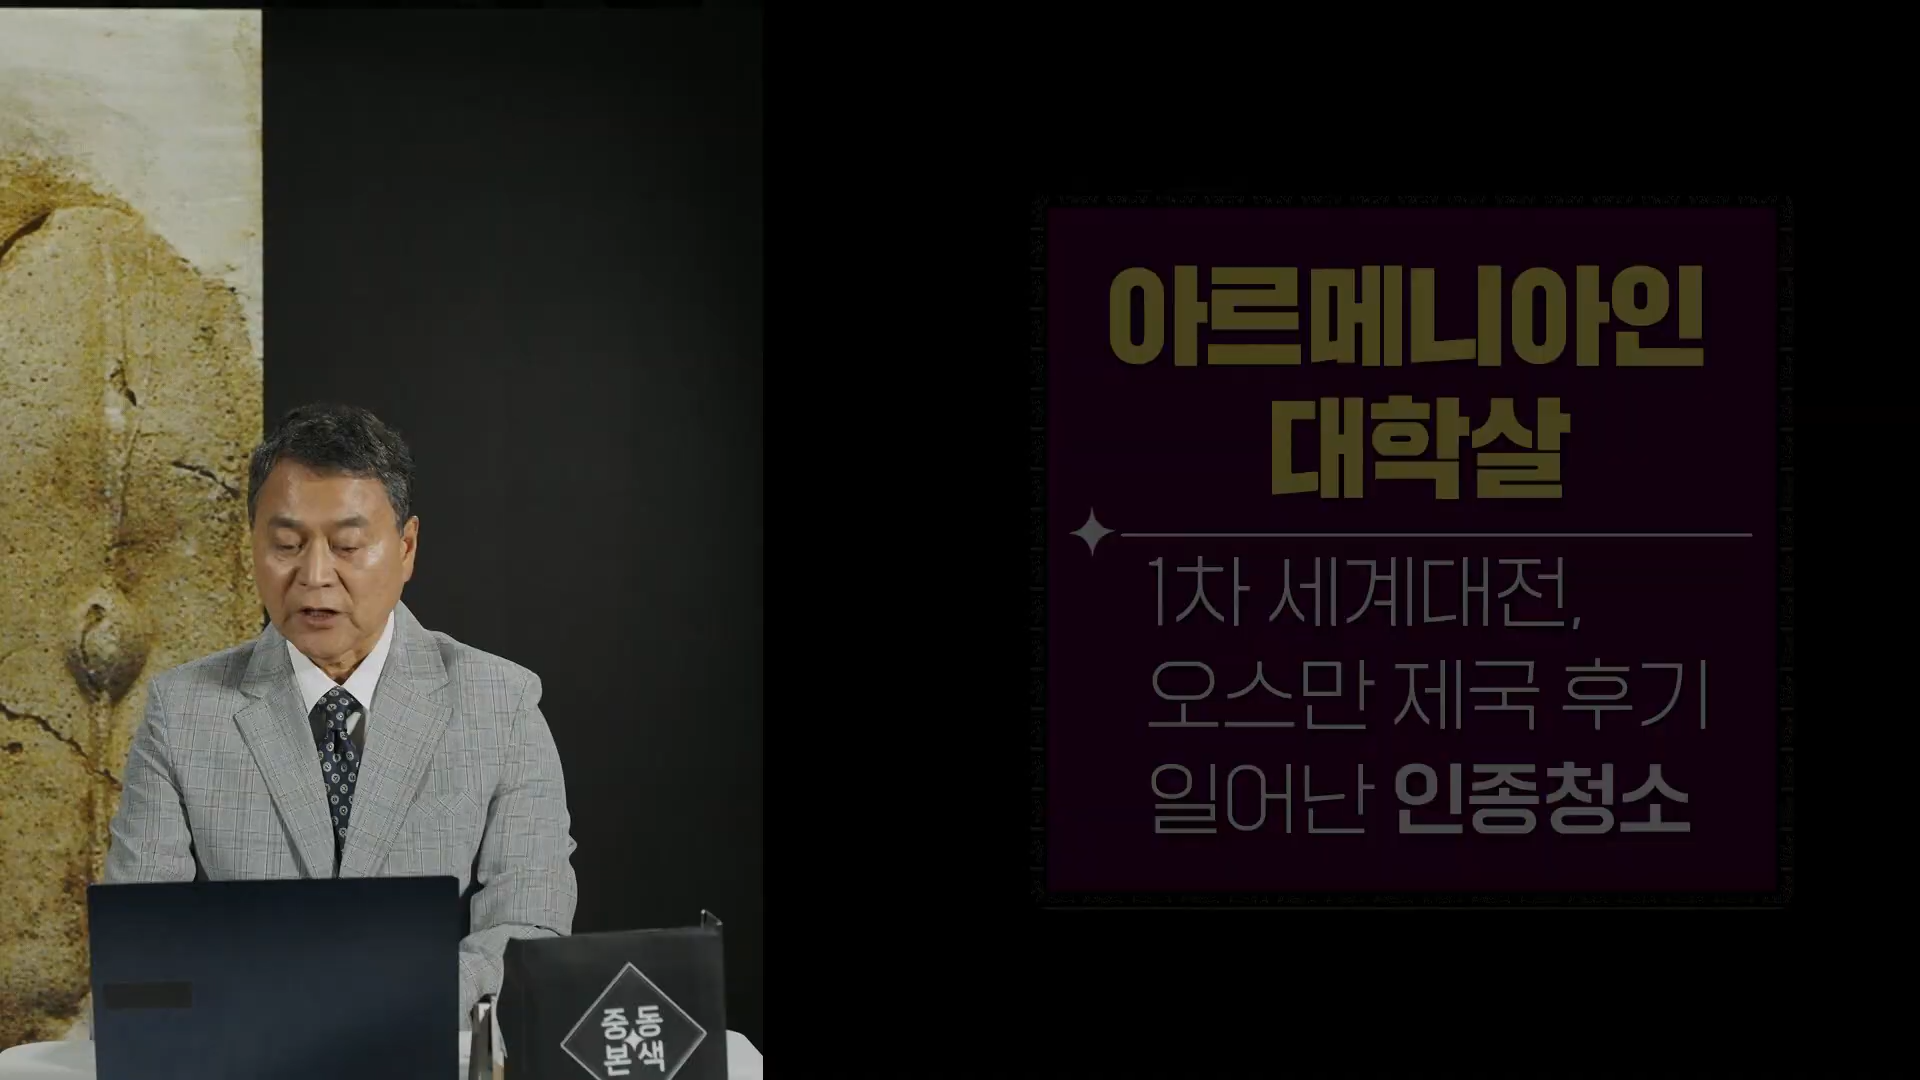 아르메니아인
대학살
1차 세계대전,
오스만 제국 후기
일어난 인종청소
중동
본색